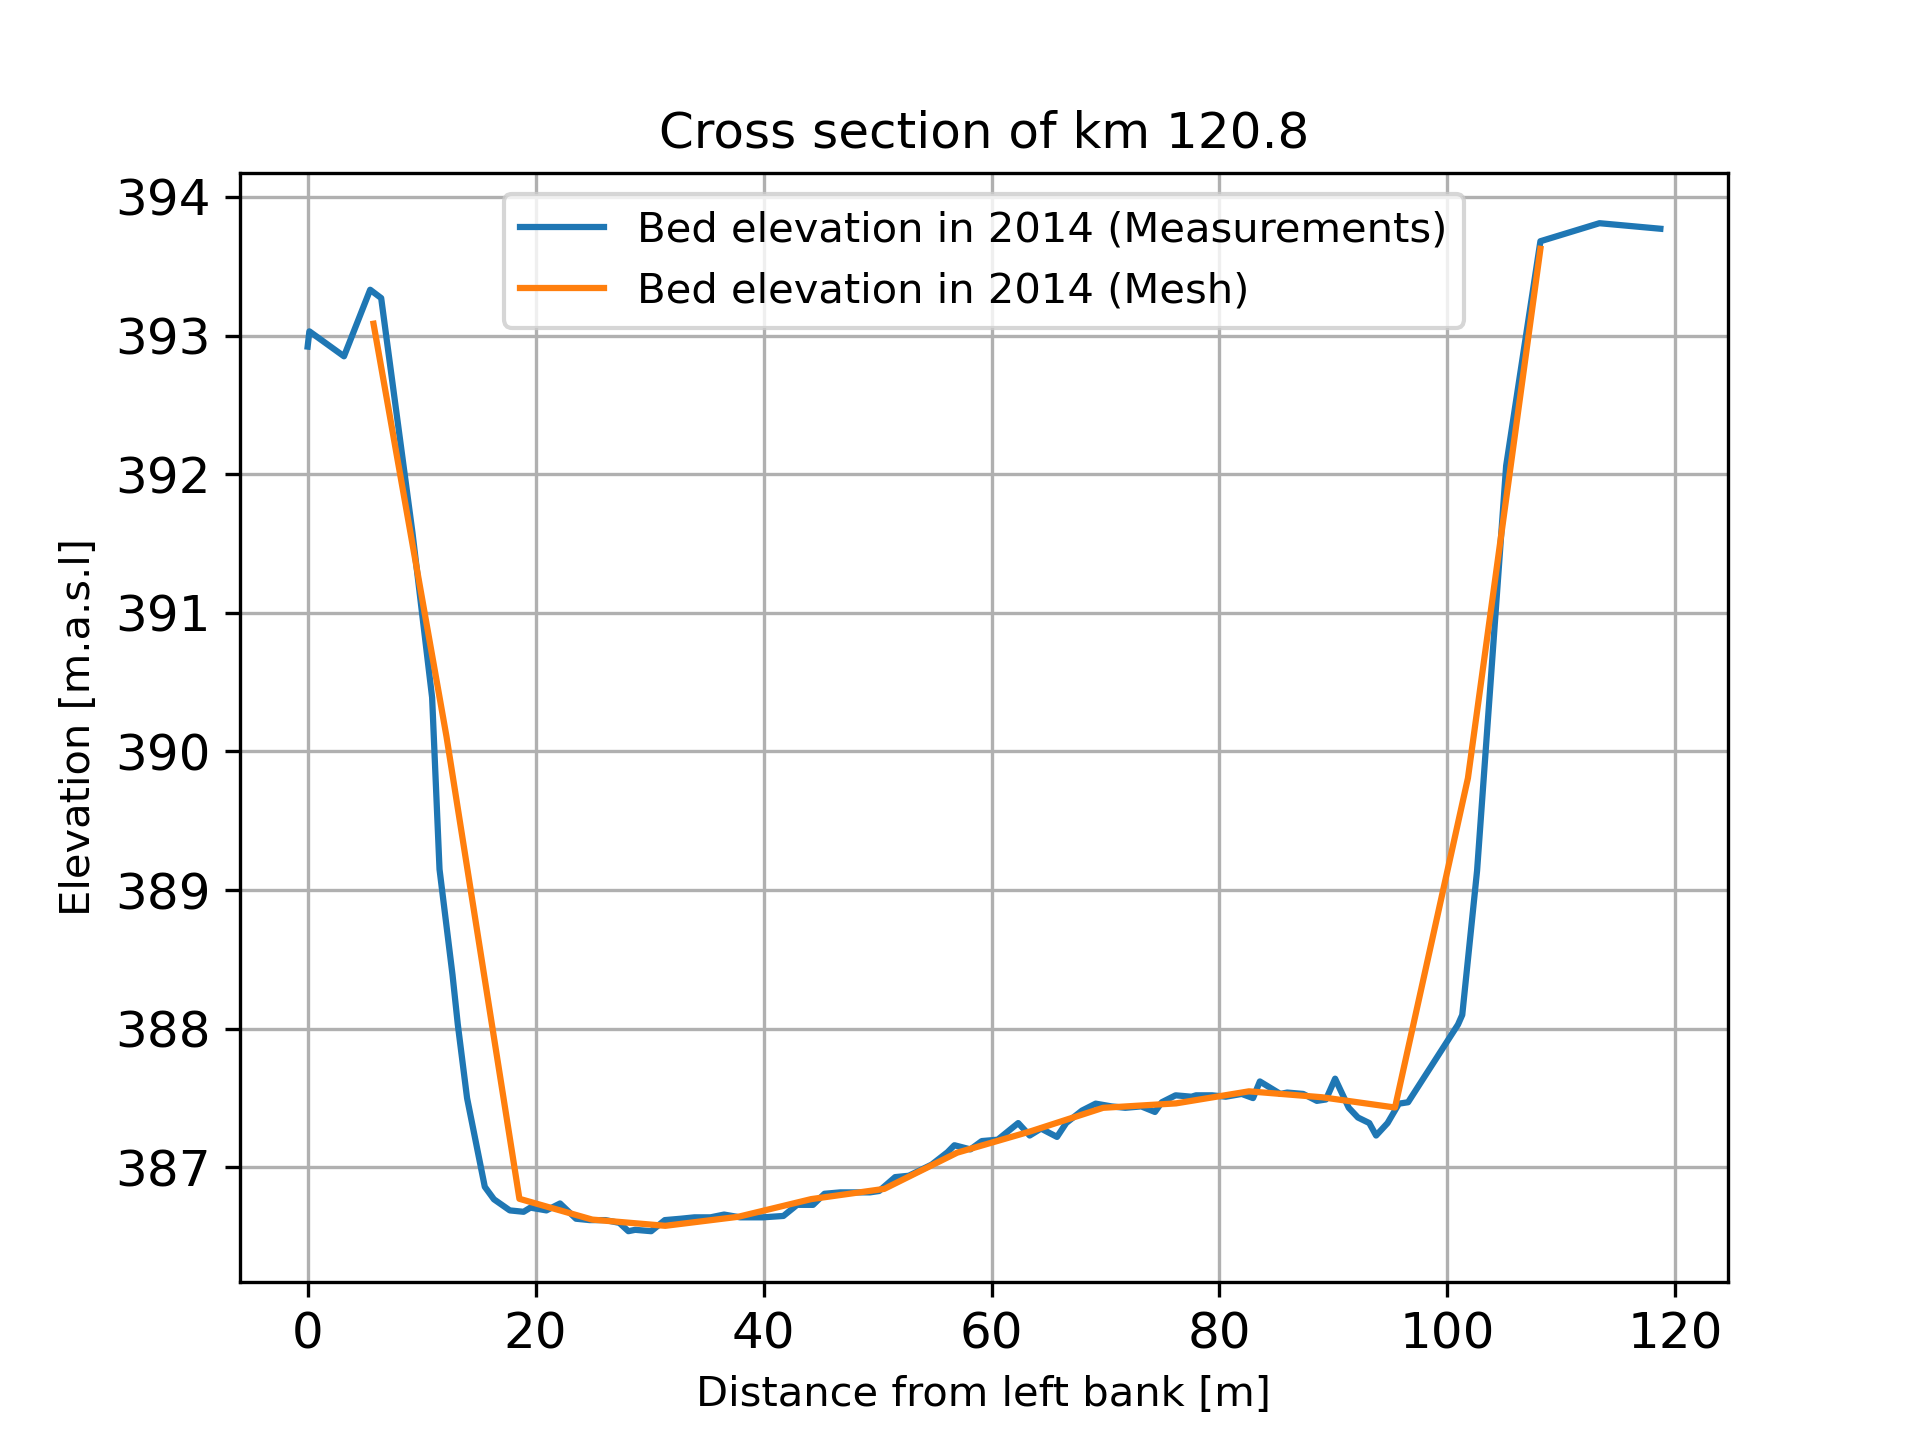 Cross section of km 120.8
Bed elevation in 2014 (Measurements)
Bed elevation in 2014 (Mesh)
394
393
392
391
390
389
388
387
Elevation [m.a.s.l]
0 20 40 60 80 100 120
Distance from left bank [m]